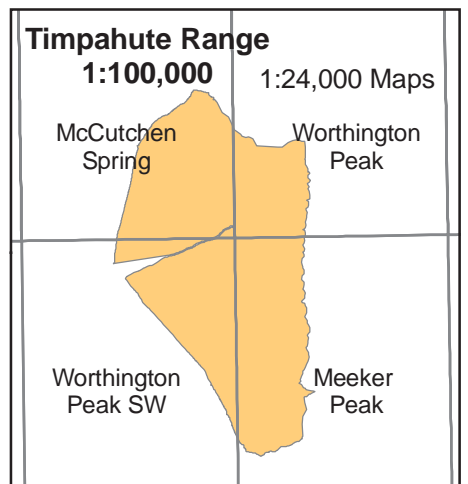 Timpahute Range
1:100,000
1:24,000 Maps
McCutchen
Spring
Worthington
Peak
Worthington
Peak SW
Meeker
Peak